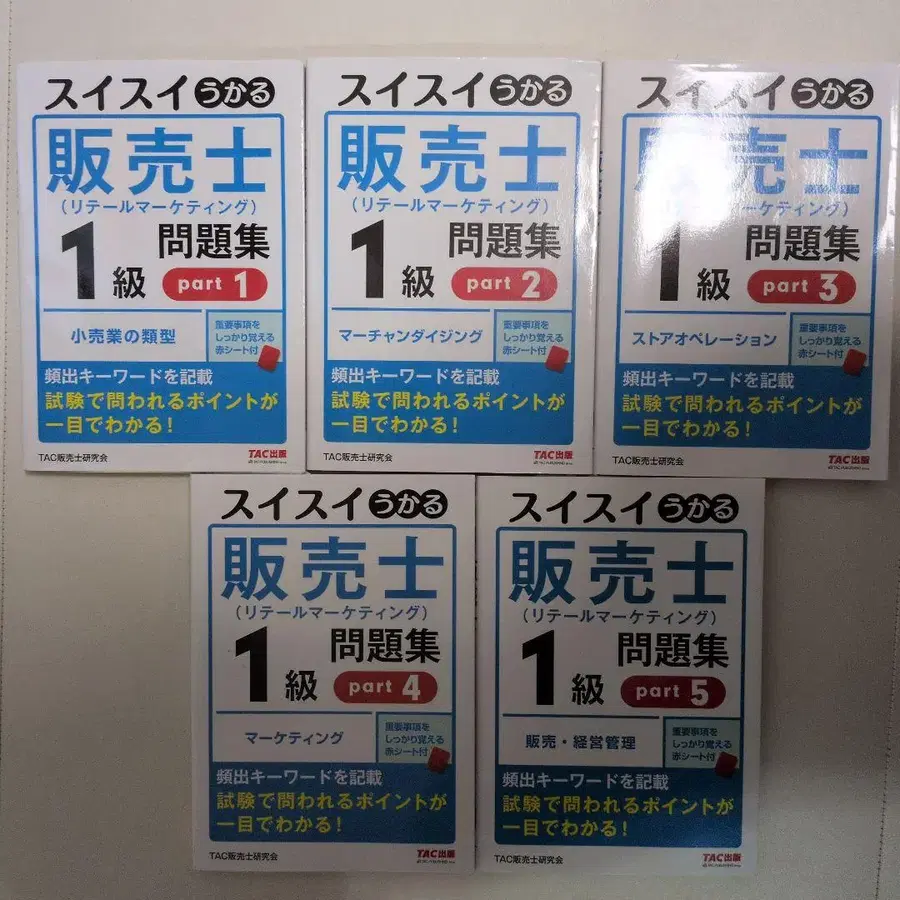 スイスイうかる
販売士
(リテールマーケティング)
1級
問題集
part 1
小売業の類型
重要事項を
しっかり覚える
赤シート付
頻出キーワードを記載
試験で問われるポイントが
一目でわかる!
TAC販売士研究会
TAC出版
スイスイうかる
販売士
(リテールマーケティング)
1級
問題集
part 2
マーチャンダイジング
重要事項を
しっかり覚える
赤シート付
頻出キーワードを記載
試験で問われるポイントが
一目でわかる!
TAC販売士研究会
TAC出版
スイスイうかる
販売士
ーケティング)
1級
問題集
part 3
ストアオペレーション
重要事項を
しっかり覚える
赤シート付
頻出キーワードを記載
試験で問われるポイントが
一目でわかる!
TAC販売士研究会
TAC出版
スイスイうかる
販売士
(リテールマーケティング)
1級
問題集
part 4
マーケティング
重要事項を
しっかり覚える
赤シート付
頻出キーワードを記載
試験で問われるポイントが
一目でわかる!
TAC販売士研究会
TAC出版
スイスイうかる
販売士
(リテールマーケティング)
1級
問題集
part 5
販売・経営管理
重要事項を
しっかり覚える
赤シート付
頻出キーワードを記載
試験で問われるポイントが
一目でわかる!
TAC販売士研究会
TAC出版